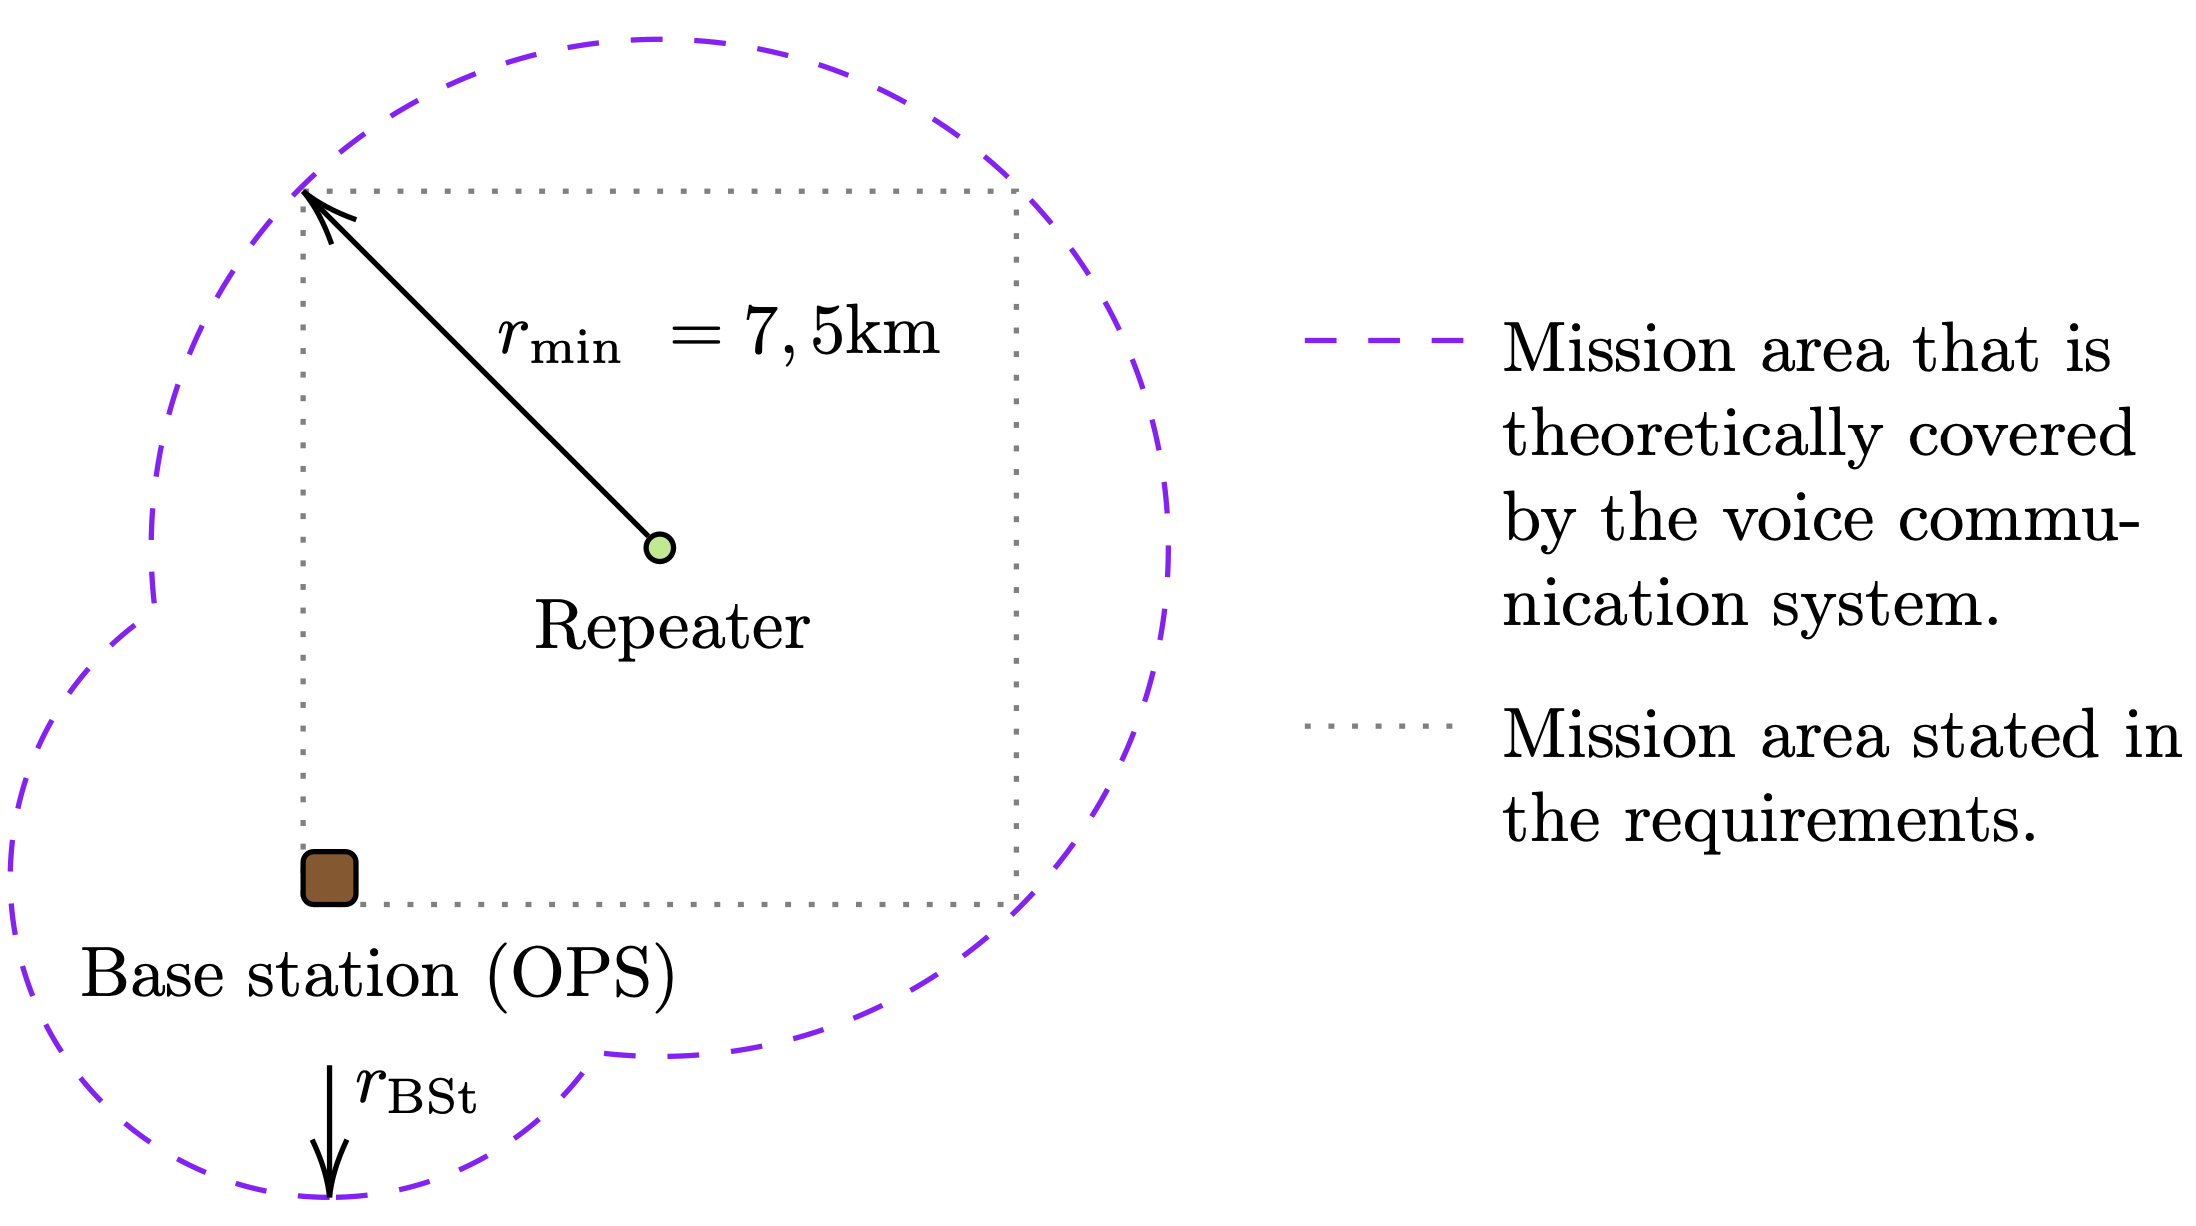 r_min = 7, 5km
Repeater
Base station (OPS)
r_BSt
Mission area that is
theoretically covered
by the voice commu-
nication system.
Mission area stated in
the requirements.